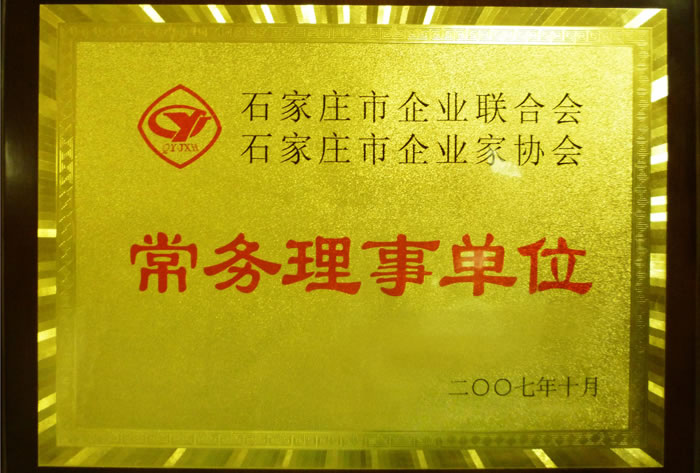 石家庄市企业联合会
石家庄市企业家协会
QYJXH
常务理事单位
二〇〇七年十月